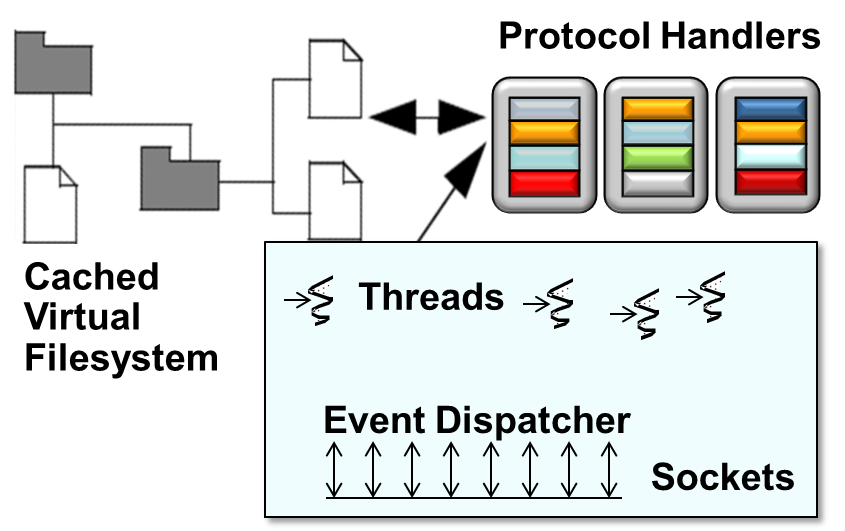 Protocol Handlers
Cached
Virtual
Filesystem
Threads
Event Dispatcher
Sockets